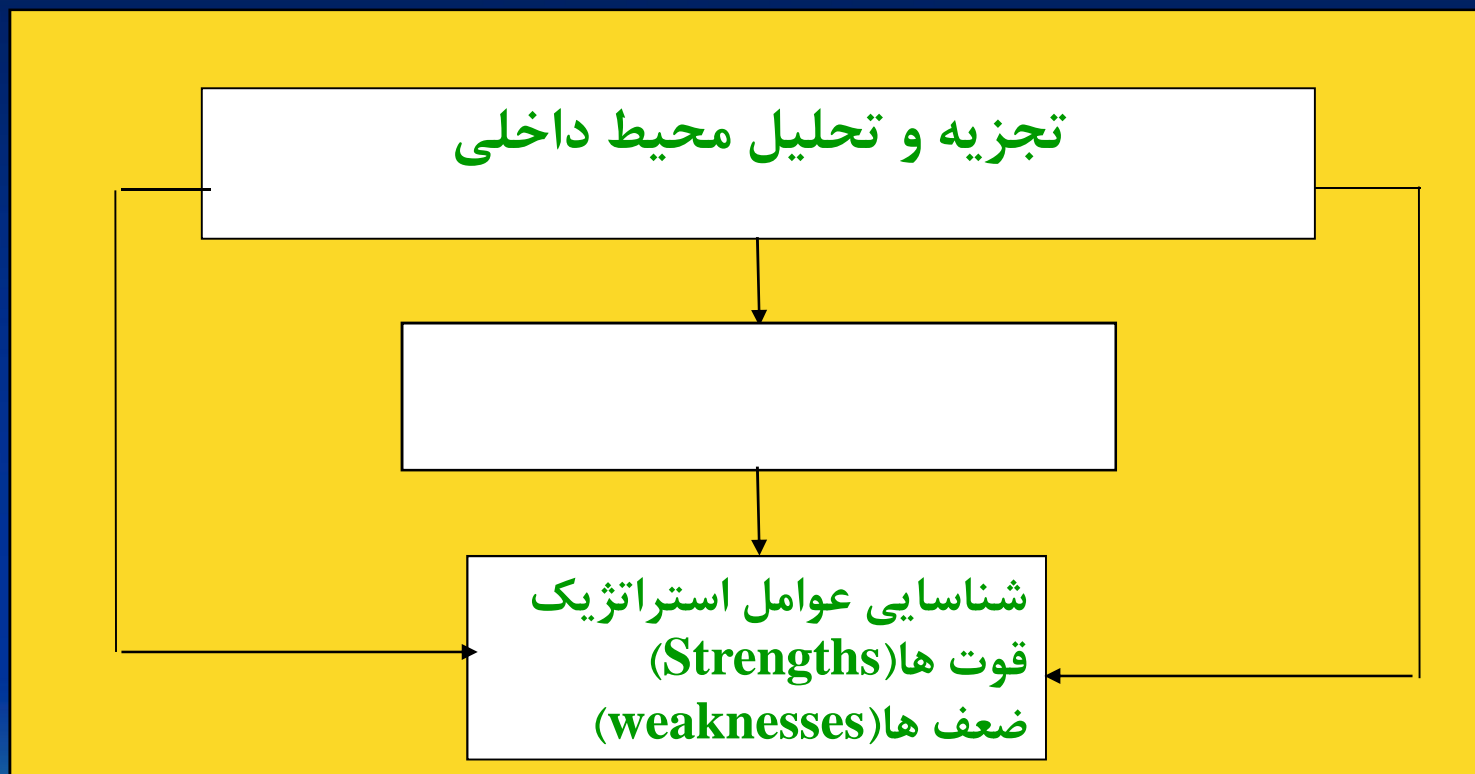 تجزیه و تحلیل محیط داخلی
شناسایی عوامل استراتژیک
قوت ها(Strengths)
ضعف ها(weaknesses)